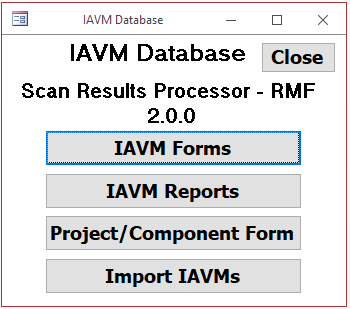 IAVM Database
IAVM Database
Close
Scan Results Processor - RMF
2.0.0
IAVM Forms
IAVM Reports
Project/Component Form
Import IAVMs